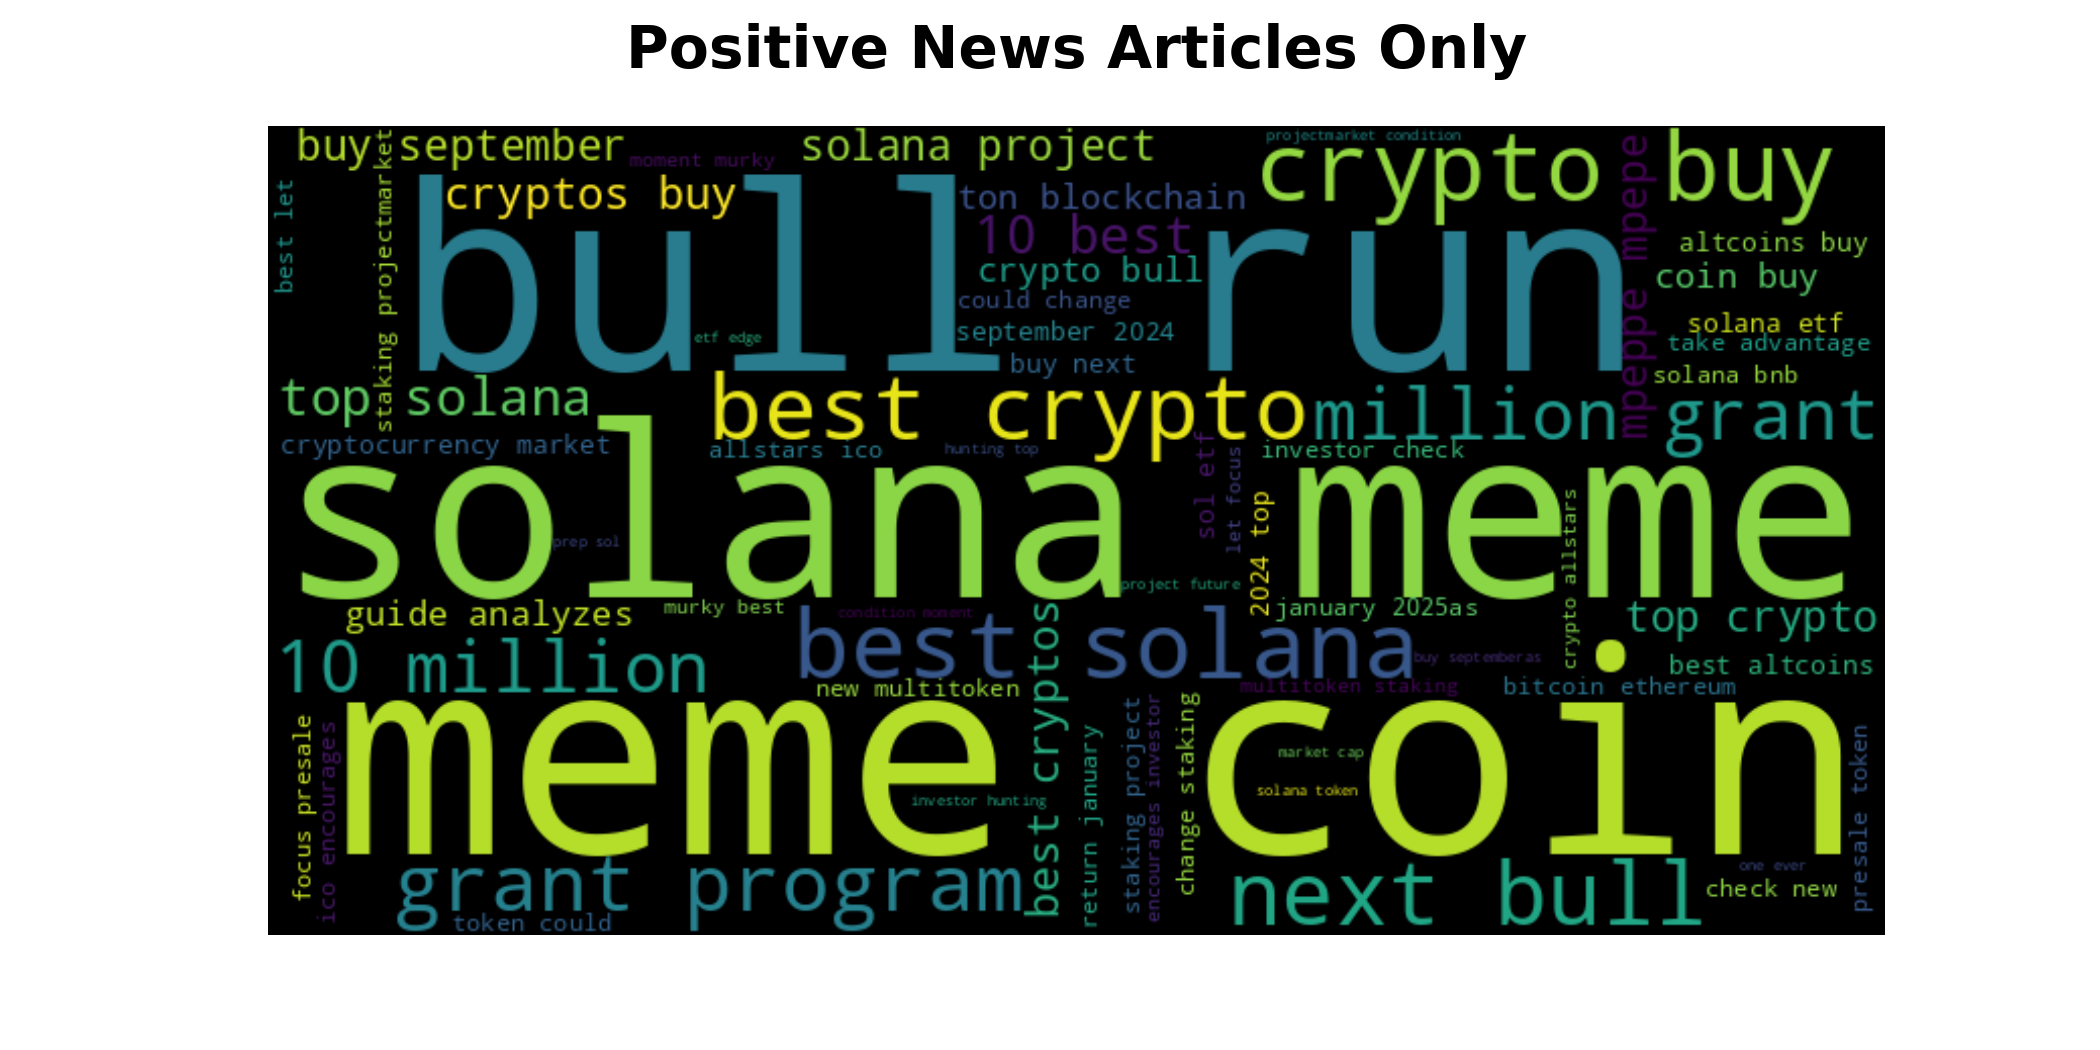 Positive News Articles Only
buy september
moment murky
solana project
projectmarket condition
crypto buy
best let
staking projectmarket
cryptos buy
ton blockchain
10 best
crypto bull
could change
september 2024
buy next
etf edge
bull run
mpeppe mpepe
altcoins buy
coin buy
solana etf
take advantage
solana bnb
top solana
best crypto
million grant
cryptocurrency market
allstars ico
hunting top
investor check
sol etf
let focus
2024 top
crypto allstars
solana meme
prep sol
project future
guide analyzes
murky best
condition moment
january 2025as
top crypto
10 million
best solana
buy septemberas
best altcoins
new multitoken
multitoken staking
bitcoin ethereum
meme coin
focus presale
ico encourages
investor hunting
best cryptos
return january
staking project
encourages investor
change staking
market cap
solana token
presale token
grant program
token could
next bull
one ever
check new